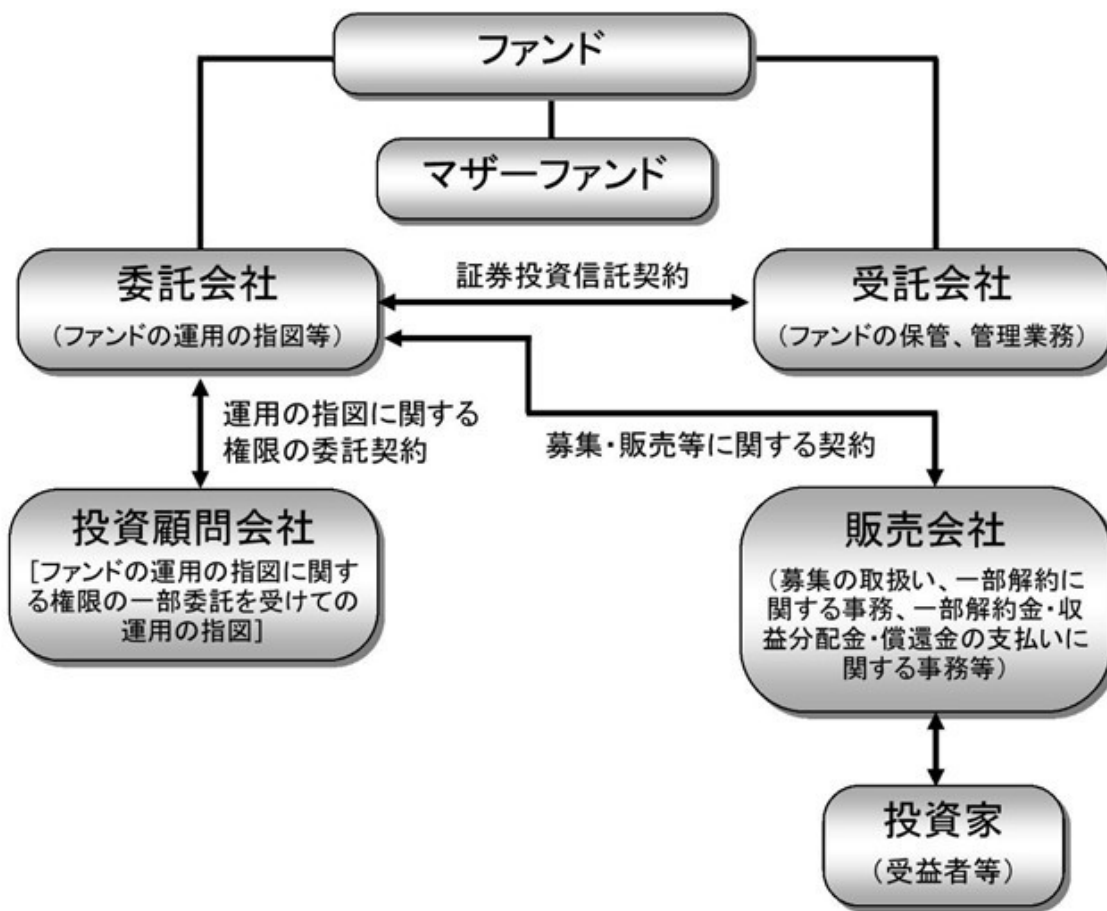 ファンド
マザーファンド
委託会社
（ファンドの運用の指図等）
証券投資信託契約
受託会社
（ファンドの保管、管理業務）
運用の指図に関する
権限の委託契約
募集・販売等に関する契約
投資顧問会社
［ファンドの運用の指図に関す
る権限の一部委託を受けての
運用の指図］
販売会社
（募集の取扱い、一部解約に
関する事務、一部解約金・収
益分配金・償還金の支払いに
関する事務等）
投資家
（受益者等）